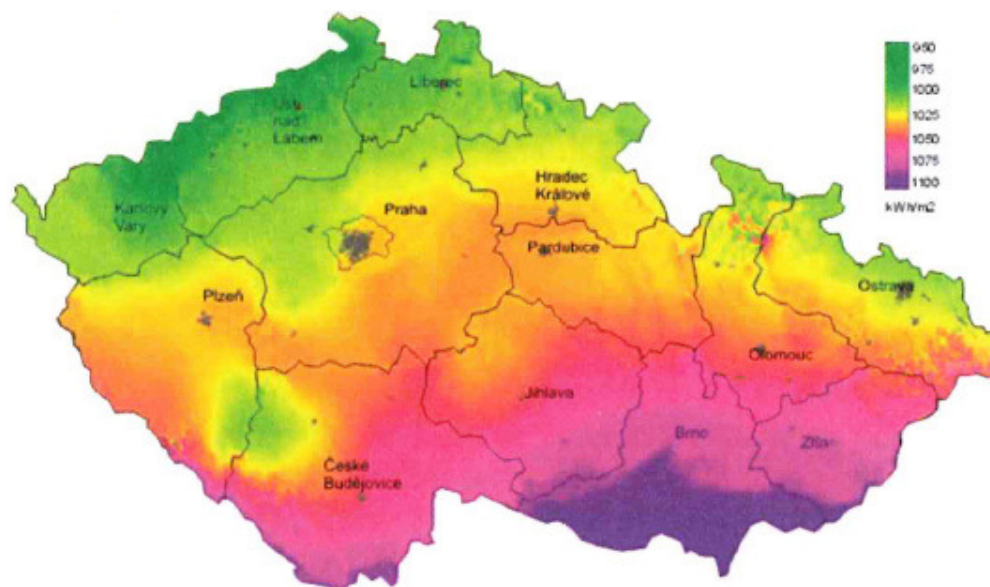 Liberec
Ústí
nad
Labem
Karlovy
Vary
Praha
Hradec
Králové
Pardubice
Plzeň
Ostrava
Olomouc
Jihlava
Brno
Zlín
České
Budějovice
950
975
1000
1025
1050
1075
1100
kWh/m2